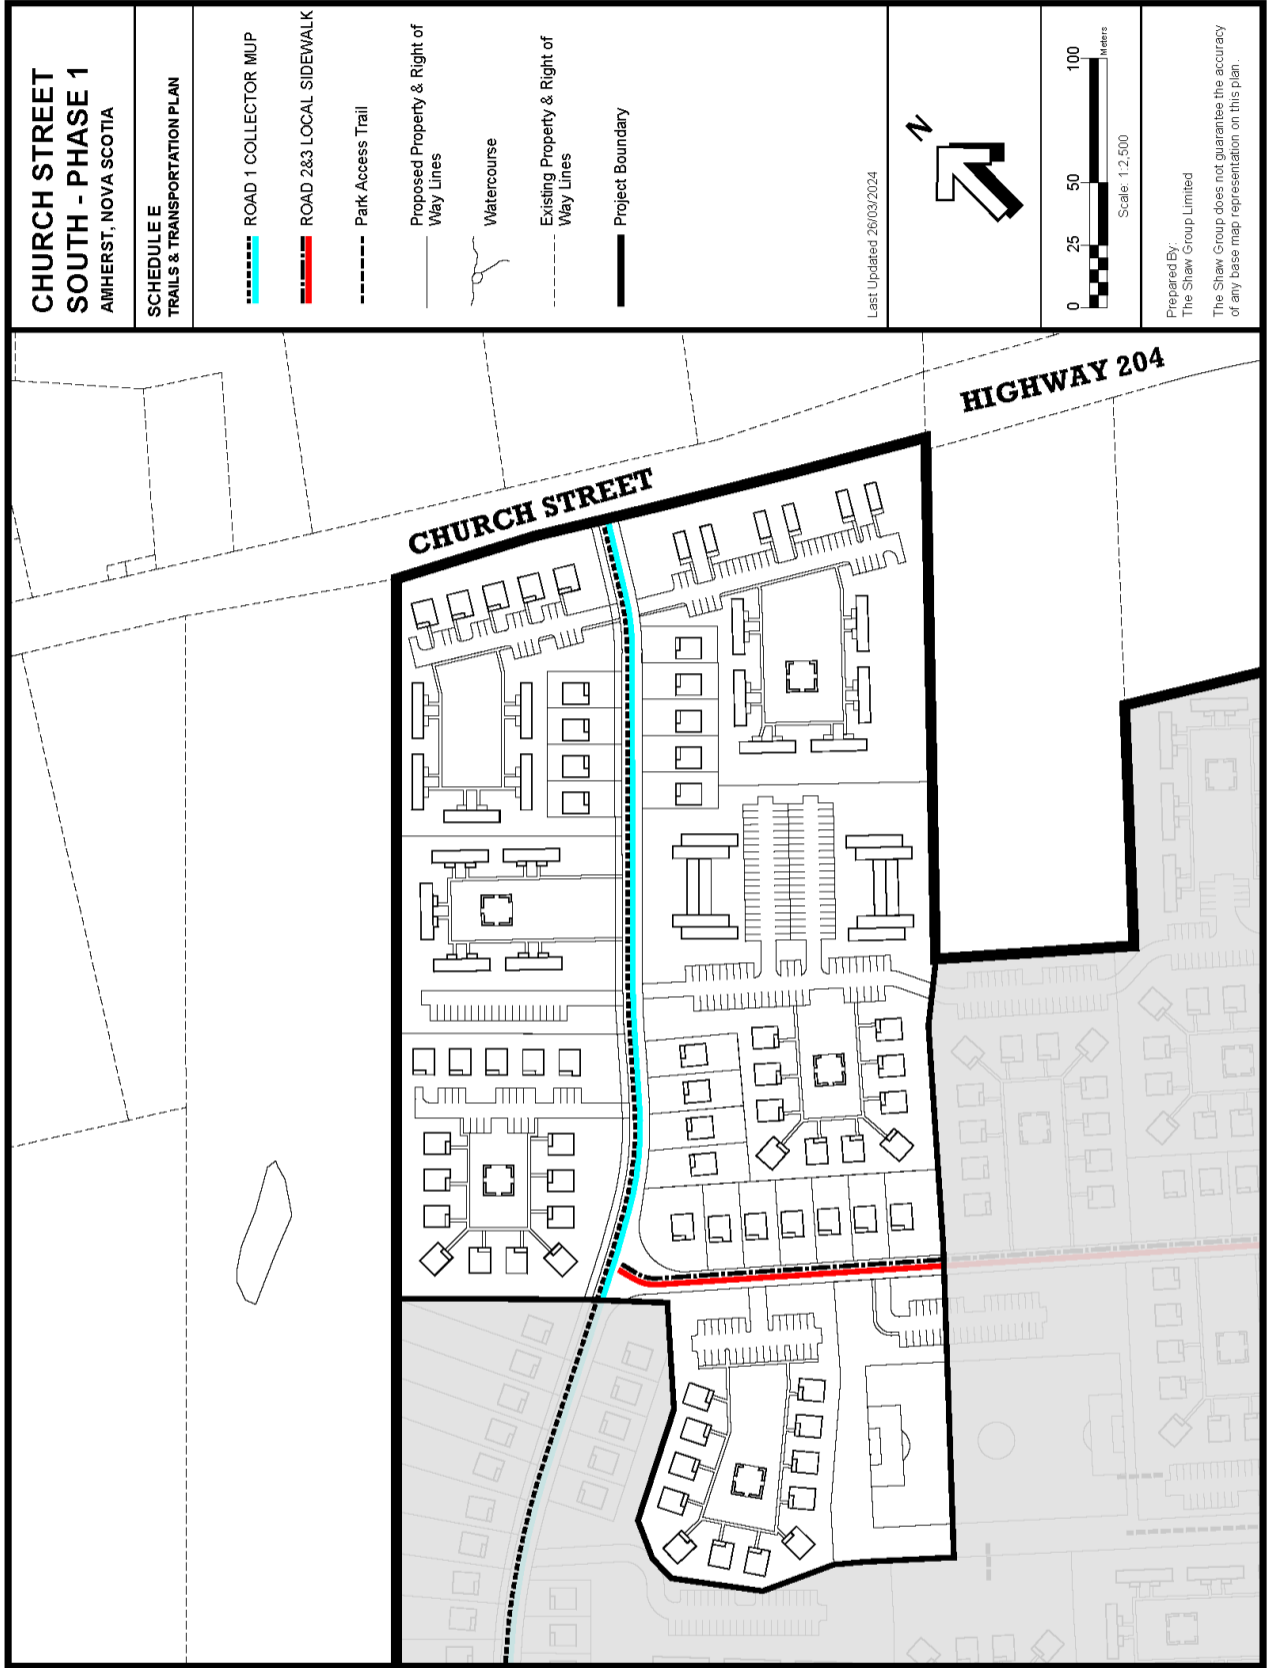 CHURCH STREET
SOUTH - PHASE 1
AMHERST, NOVA SCOTIA
SCHEDULE E
TRAILS & TRANSPORTATION PLAN
ROAD 1 COLLECTOR MUP
ROAD 2&3 LOCAL SIDEWALK
Park Access Trail
Proposed Property & Right of
Way Lines
Watercourse
Existing Property & Right of
Way Lines
Project Boundary
Last Updated 26/03/2024
N
0 25 50 100
Meters
Scale: 1:2,500
Prepared By:
The Shaw Group Limited
The Shaw Group does not guarantee the accuracy
of any base map representation on this plan.
HIGHWAY 204
CHURCH STREET